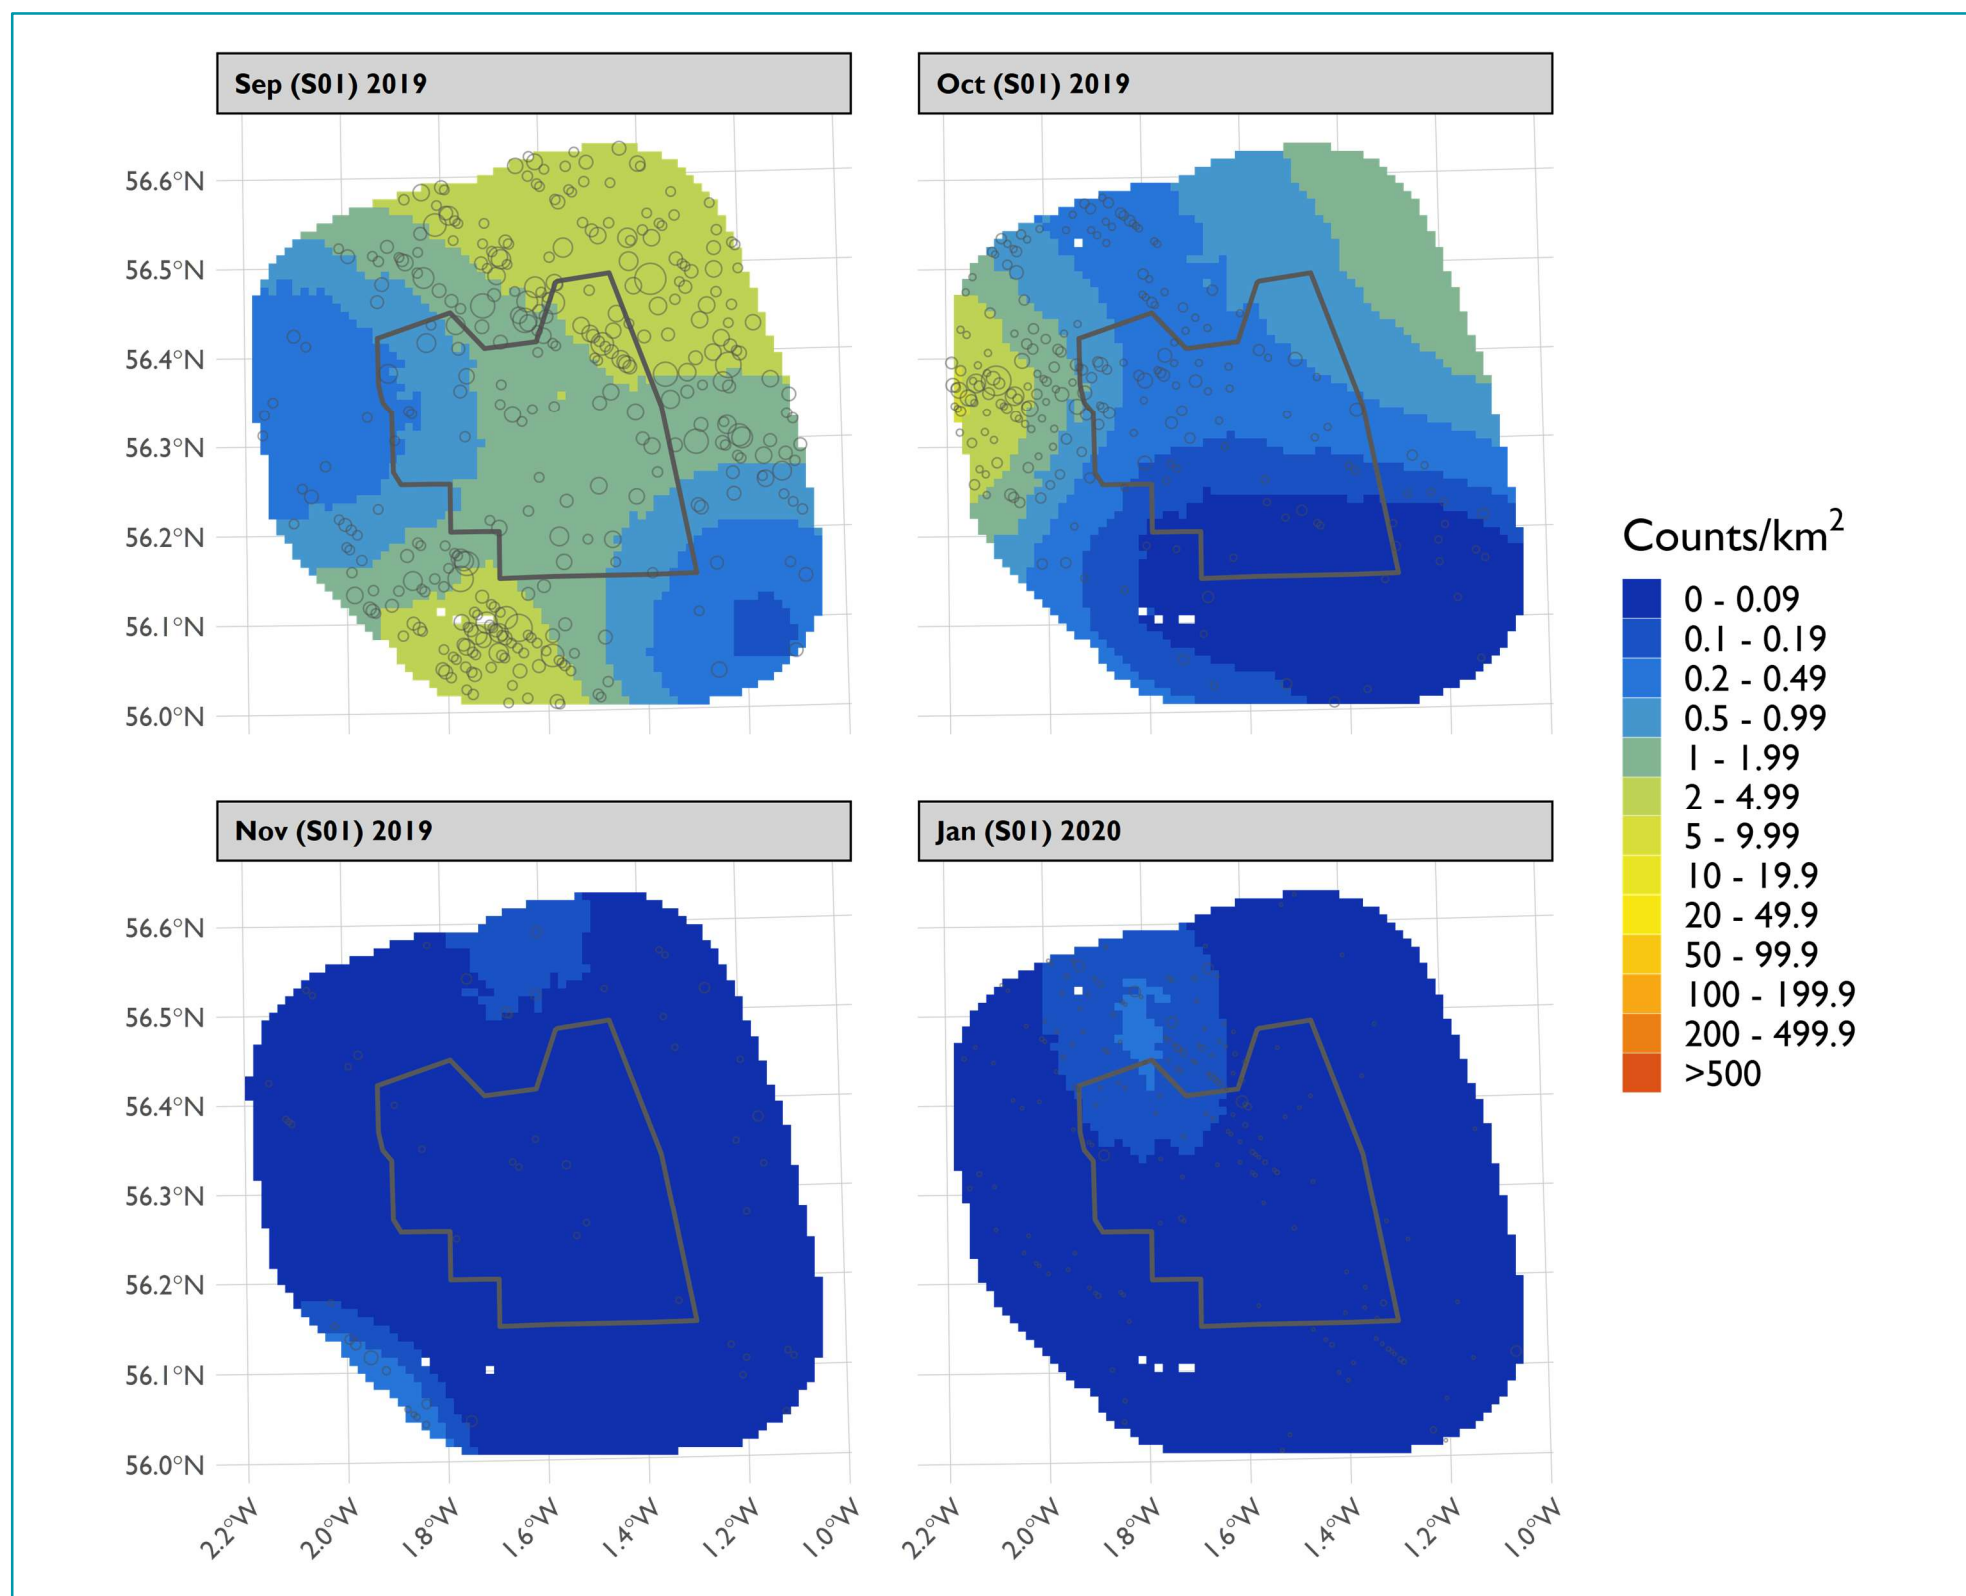 Sep (S01) 2019
Oct (S01) 2019
56.6°N
56.5°N
56.4°N
56.3°N
56.2°N
56.1°N
56.0°N
Nov (S01) 2019
Jan (S01) 2020
56.6°N
56.5°N
56.4°N
56.3°N
56.2°N
56.1°N
56.0°N
2.2°W
2.0°W
1.8°W
1.6°W
1.4°W
1.2°W
1.0°W
2.2°W
2.0°W
1.8°W
1.6°W
1.4°W
1.2°W
1.0°W
Counts/km²
0 - 0.09
0.1 - 0.19
0.2 - 0.49
0.5 - 0.99
1 - 1.99
2 - 4.99
5 - 9.99
10 - 19.9
20 - 49.9
50 - 99.9
100 - 199.9
200 - 499.9
>500